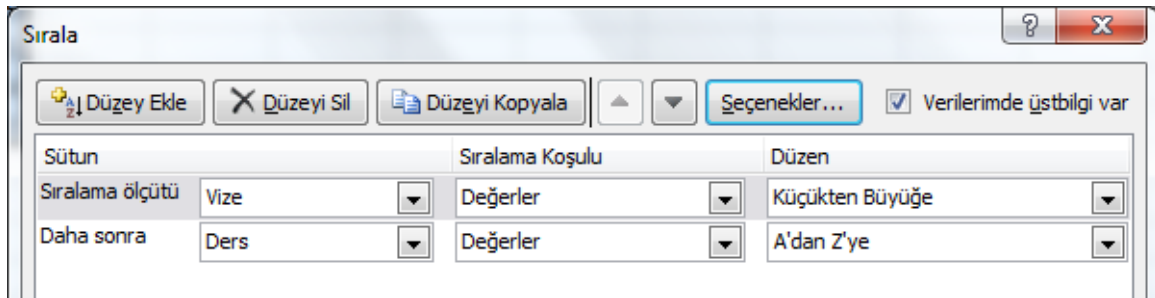 Sırala
Düzey Ekle Düzeyi Sil Düzeyi Kopyala Seçenekler... Verilerimde üstbilgi var
Sütun Sıralama Koşulu Düzen
Sıralama ölçütü Vize Değerler Küçükten Büyüğe
Daha sonra Ders Değerler A'dan Z'ye